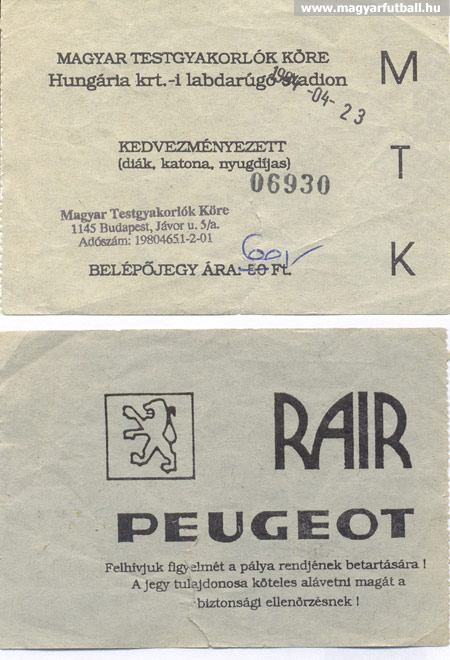 www.magyarfutball.hu
MAGYAR TESTGYAKORLÓK KÖRE
Hungária krt.-i labdarúgó stadion
1994-04-23
M
KEDVEZMÉNYEZETT
(diák, katona, nyugdíjas)
T
06930
Magyar Testgyakorlók Köre
1145 Budapest, Jávor u. 5/a.
Adószám: 19804651-2-01
BELÉPŐJEGY ÁRA: 50 Ft.
K
RAIR
PEUGEOT
Felhívjuk figyelmét a pálya rendjének betartására !
A jegy tulajdonosa köteles alávetni magát a
biztonsági ellenőrzésnek !